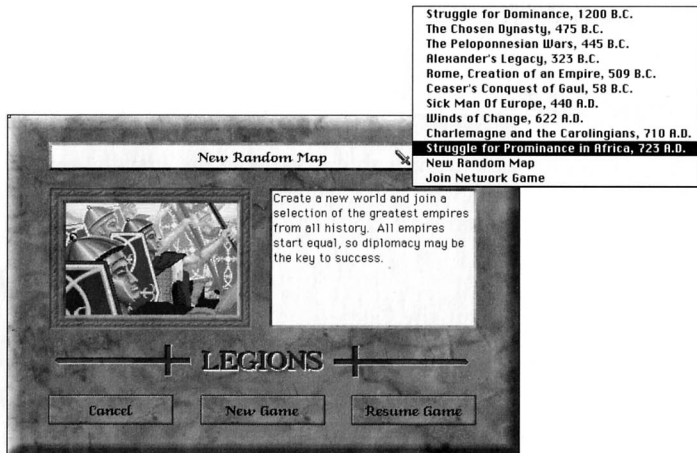 Struggle for Dominance, 1200 B.C.
The Chosen Dynasty, 475 B.C.
The Peloponnesian Wars, 445 B.C.
Alexander's Legacy, 323 B.C.
Rome, Creation of an Empire, 509 B.C.
Ceaser's Conquest of Gaul, 58 B.C.
Sick Man Of Europe, 440 A.D.
Winds of Change, 622 A.D.
Charlemagne and the Carolingians, 710 A.D.
Struggle for Prominance in Africa, 723 A.D.
New Random Map
Join Network Game
New Random Map
Create a new world and join a
selection of the greatest empires
from all history. All empires
start equal, so diplomacy may be
the key to success.
LEGIONS
Cancel
New Game
Resume Game